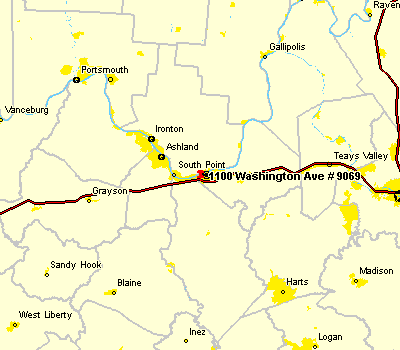 Raven
Gallipolis
Portsmouth
Vanceburg
Ironton
Ashland
Teays Valley
South Point
1100 Washington Ave # 9069
Grayson
Sandy Hook
Madison
Blaine
Harts
West Liberty
Inez
Logan